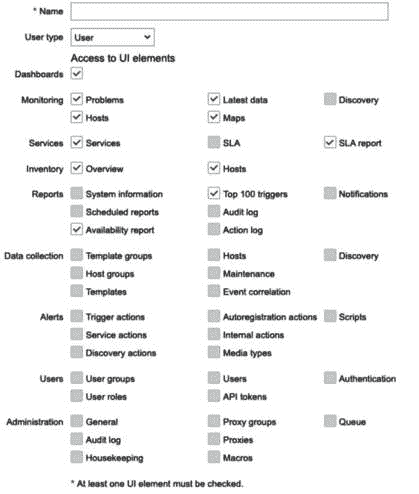 * Name
User type User
Access to UI elements
Dashboards
Monitoring Problems Latest data Discovery
Hosts Maps
Services Services SLA SLA report
Inventory Overview Hosts
Reports System information Top 100 triggers Notifications
Scheduled reports Audit log
Availability report Action log
Data collection Template groups Hosts Discovery
Host groups Maintenance
Templates Event correlation
Alerts Trigger actions Autoregistration actions Scripts
Service actions Internal actions
Discovery actions Media types
Users User groups Users Authentication
User roles API tokens
Administration General Proxy groups Queue
Audit log Proxies
Housekeeping Macros
* At least one UI element must be checked.